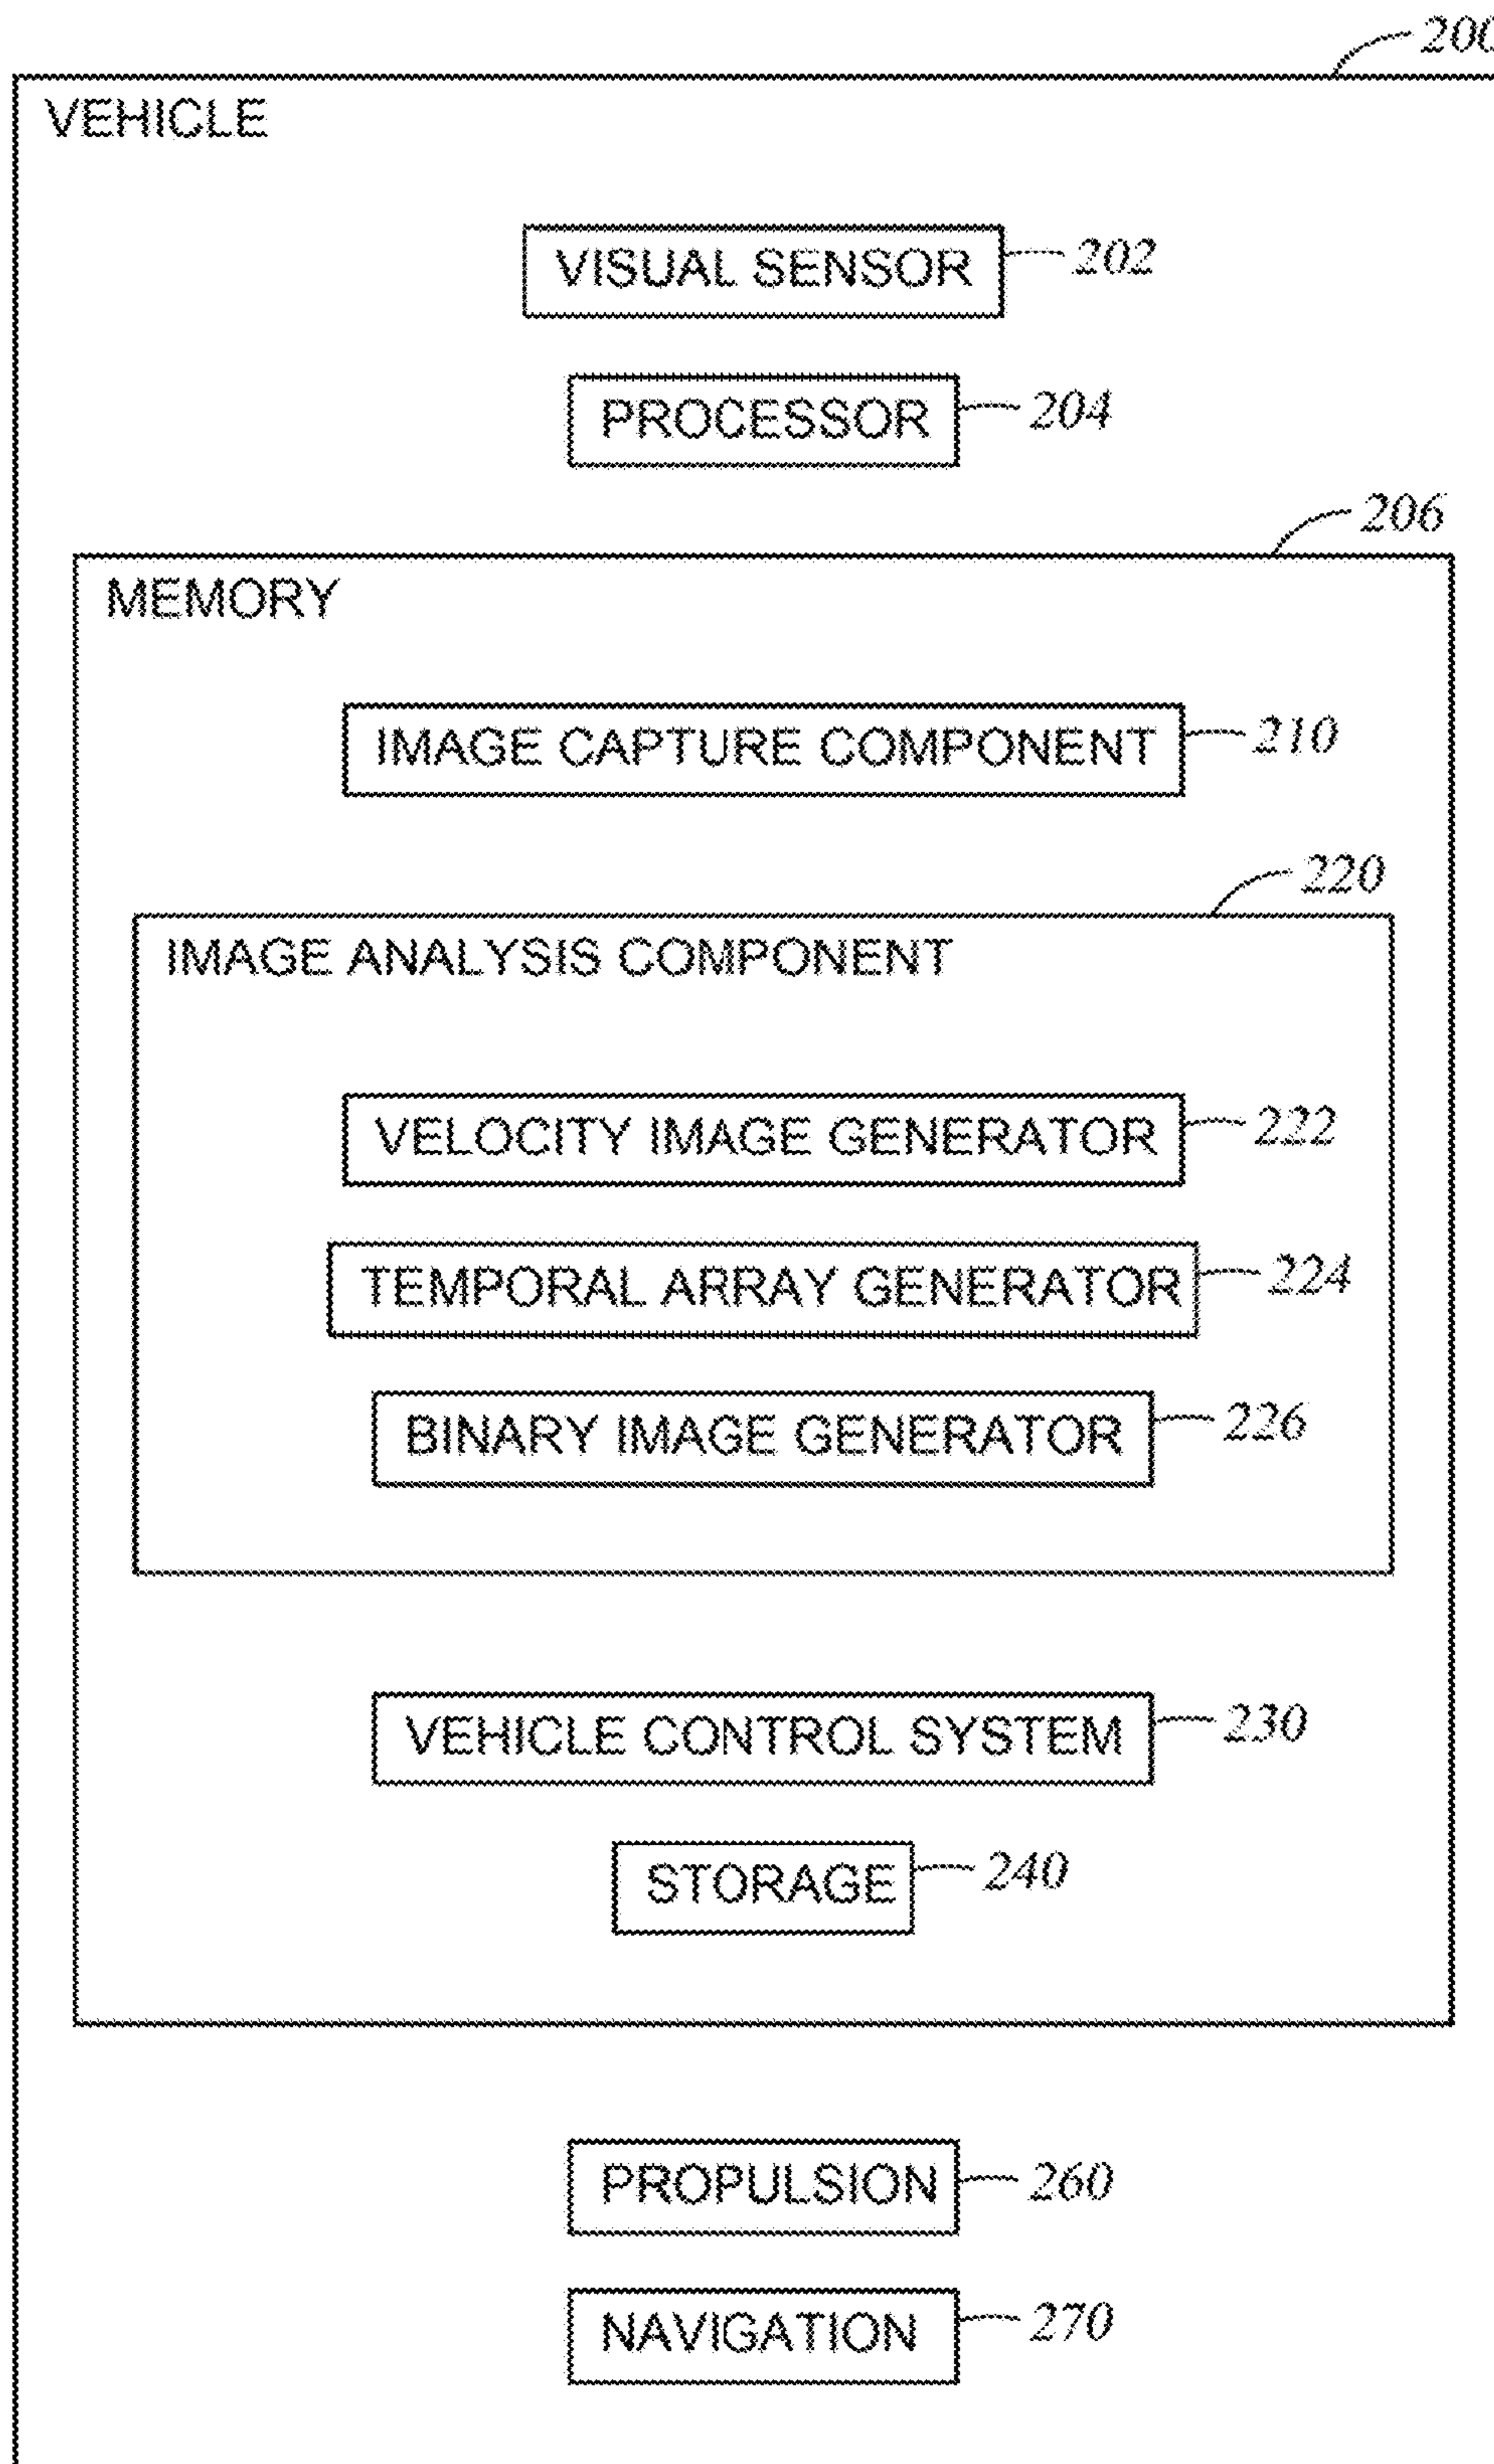 200
VEHICLE
VISUAL SENSOR 202
PROCESSOR 204
206
MEMORY
IMAGE CAPTURE COMPONENT 210
220
IMAGE ANALYSIS COMPONENT
VELOCITY IMAGE GENERATOR 222
TEMPORAL ARRAY GENERATOR 224
BINARY IMAGE GENERATOR 226
VEHICLE CONTROL SYSTEM 230
STORAGE 240
PROPULSION 260
NAVIGATION 270